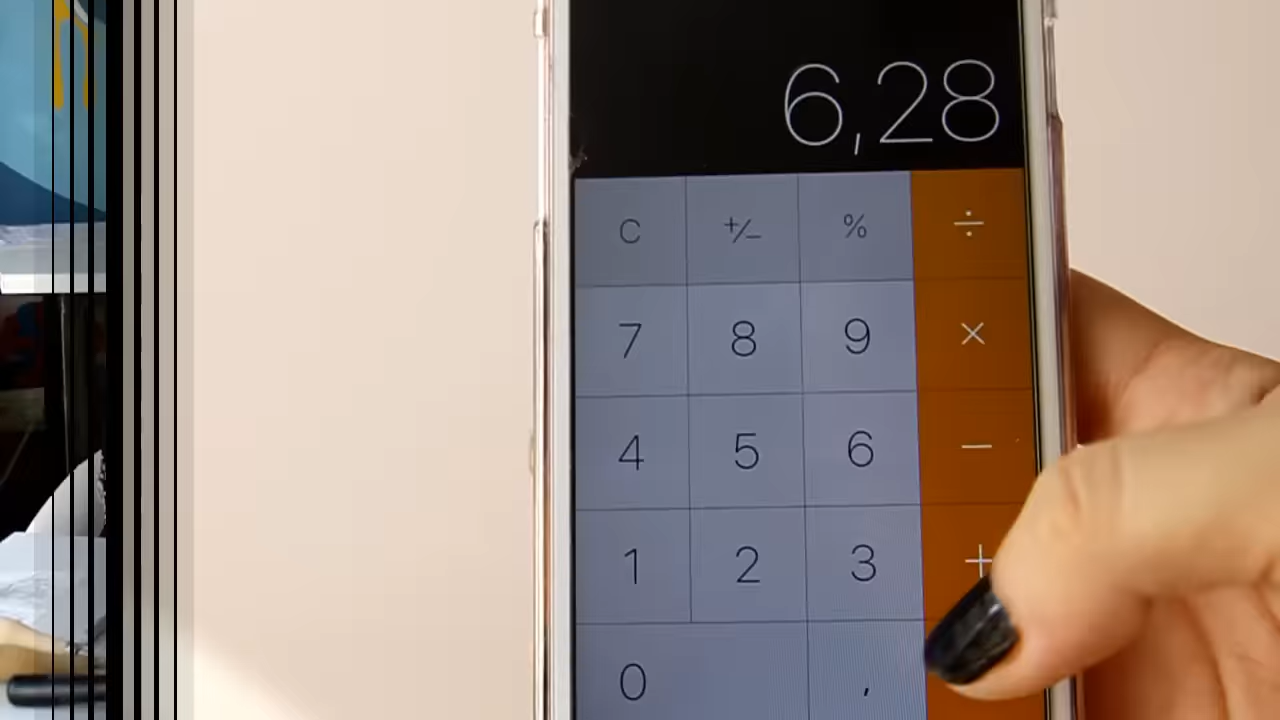 6,28
C +/− % ÷
7 8 9 ×
4 5 6 −
1 2 3 +
0 ,